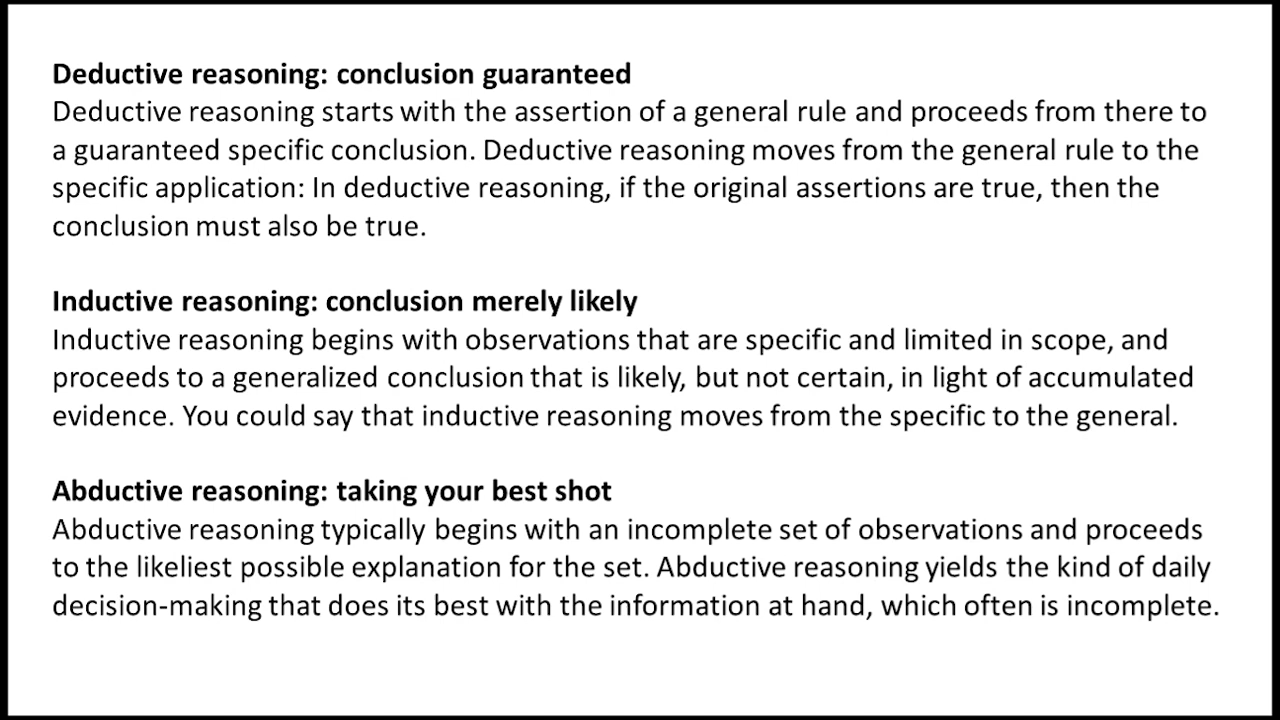 Deductive reasoning: conclusion guaranteed
Deductive reasoning starts with the assertion of a general rule and proceeds from there to
a guaranteed specific conclusion. Deductive reasoning moves from the general rule to the
specific application: In deductive reasoning, if the original assertions are true, then the
conclusion must also be true.
Inductive reasoning: conclusion merely likely
Inductive reasoning begins with observations that are specific and limited in scope, and
proceeds to a generalized conclusion that is likely, but not certain, in light of accumulated
evidence. You could say that inductive reasoning moves from the specific to the general.
Abductive reasoning: taking your best shot
Abductive reasoning typically begins with an incomplete set of observations and proceeds
to the likeliest possible explanation for the set. Abductive reasoning yields the kind of daily
decision-making that does its best with the information at hand, which often is incomplete.